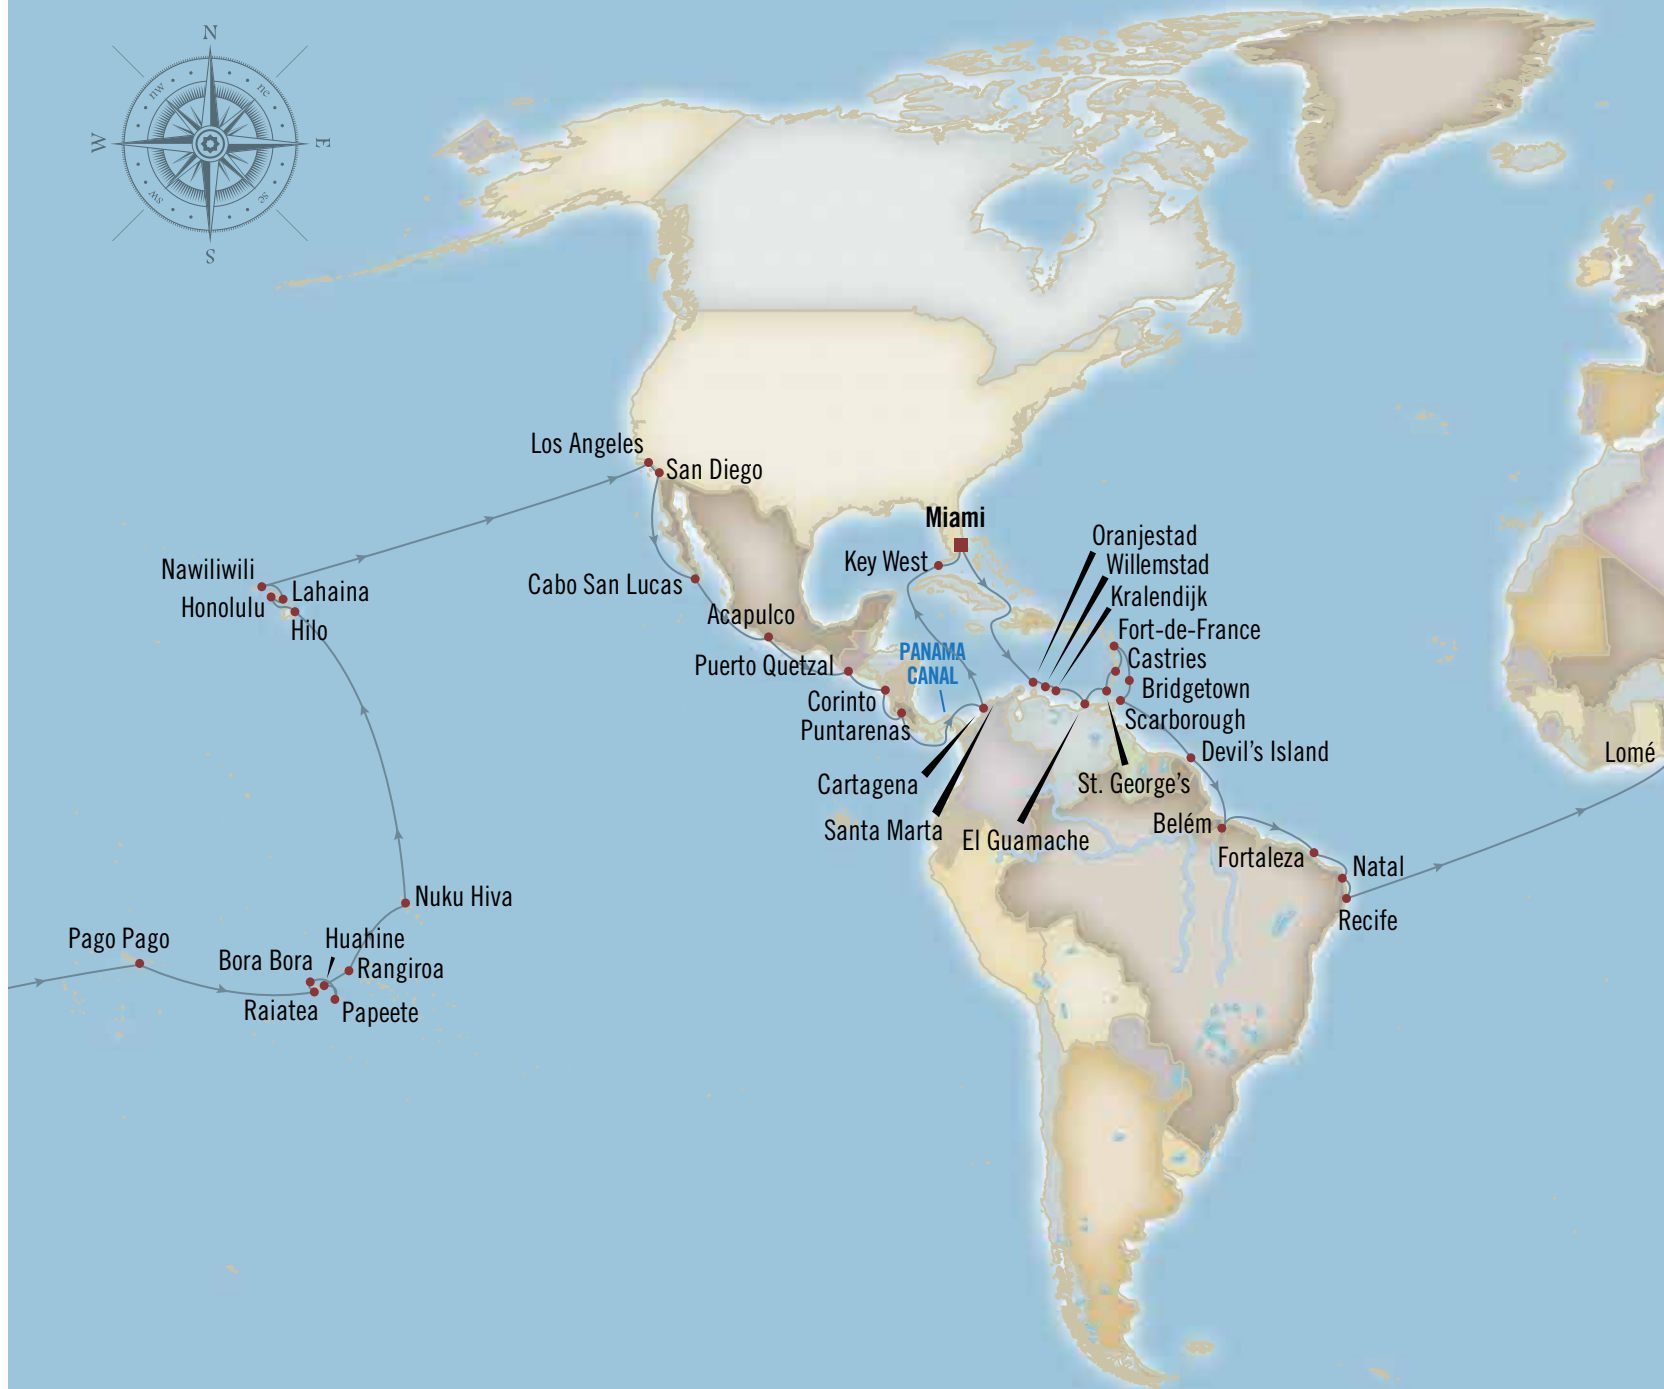 N
nw
ne
W
E
sw
se
S
Los Angeles
San Diego
Miami
Oranjestad
Key West
Willemstad
Nawiliwili
Cabo San Lucas
Lahaina
Kralendijk
Honolulu
Acapulco
Hilo
Fort-de-France
PANAMA
CANAL
Castries
Puerto Quetzal
Bridgetown
Corinto
Scarborough
Puntarenas
Devil's Island
Lomé
Cartagena
St. George's
Santa Marta
Belém
El Guamache
Fortaleza
Natal
Nuku Hiva
Recife
Pago Pago
Huahine
Bora Bora
Rangiroa
Raiatea
Papeete